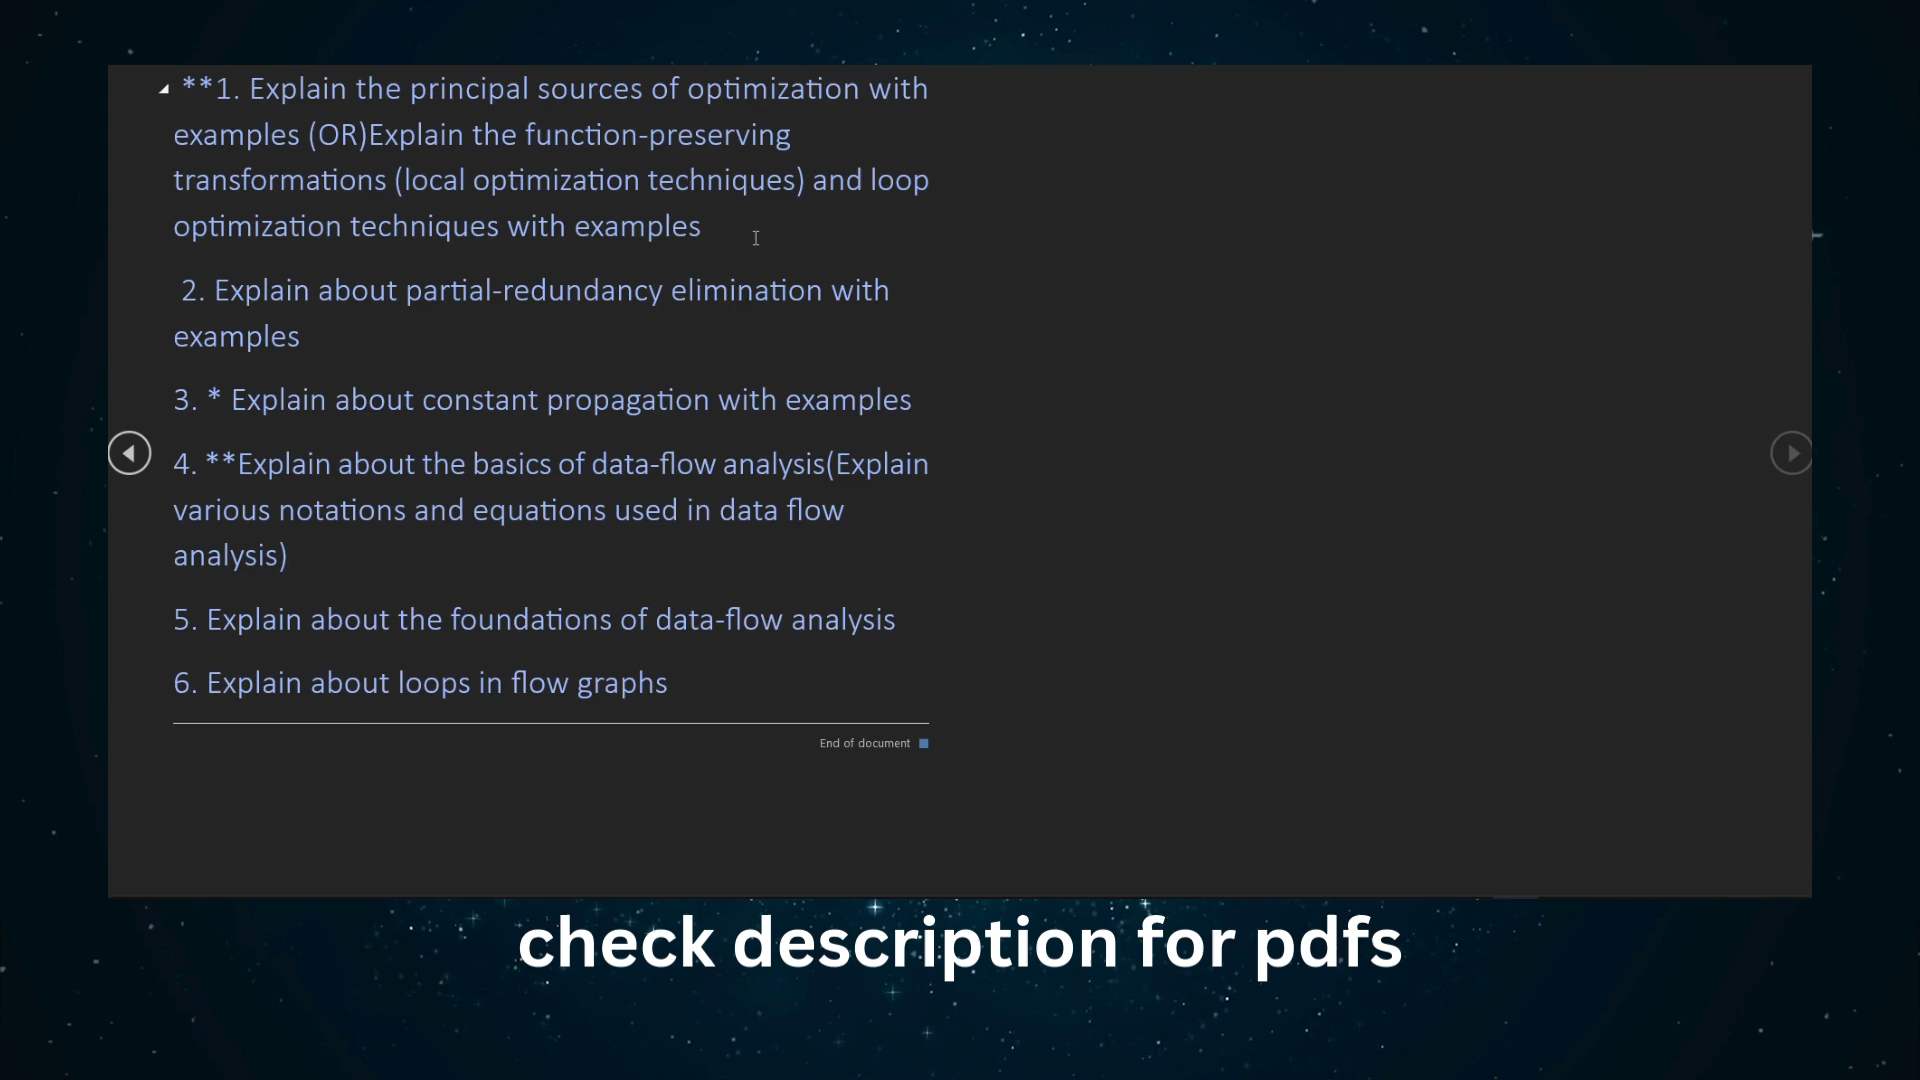 **1. Explain the principal sources of optimization with
examples (OR)Explain the function-preserving
transformations (local optimization techniques) and loop
optimization techniques with examples
2. Explain about partial-redundancy elimination with
examples
3. * Explain about constant propagation with examples
4. **Explain about the basics of data-flow analysis(Explain
various notations and equations used in data flow
analysis)
5. Explain about the foundations of data-flow analysis
6. Explain about loops in flow graphs
End of document
check description for pdfs